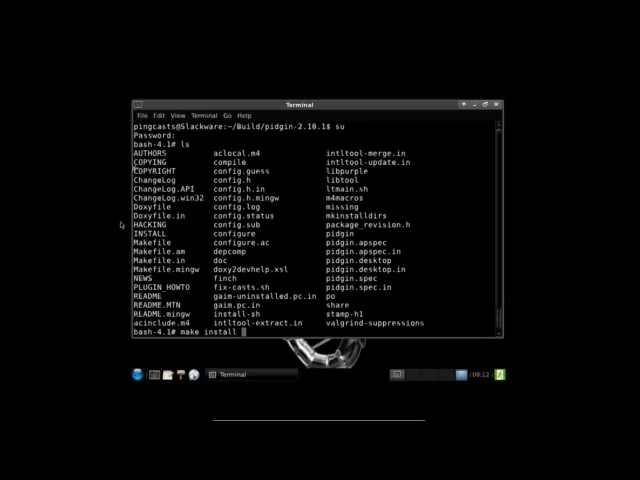 Terminal
File Edit View Terminal Go Help
pingcasts@Slackware:~/Build/pidgin-2.10.1$ su
Password:
bash-4.1# ls
AUTHORS aclocal.m4 intltool-merge.in
COPYING compile intltool-update.in
COPYRIGHT config.guess libpurple
ChangeLog config.h libtool
ChangeLog.API config.h.in ltmain.sh
ChangeLog.win32 config.h.mingw m4macros
Doxyfile config.log missing
Doxyfile.in config.status mkinstalldirs
HACKING config.sub package_revision.h
INSTALL configure pidgin
Makefile configure.ac pidgin.apspec
Makefile.am depcomp pidgin.apspec.in
Makefile.in doc pidgin.desktop
Makefile.mingw doxy2devhelp.xsl pidgin.desktop.in
NEWS finch pidgin.spec
PLUGIN_HOWTO fix-casts.sh pidgin.spec.in
README gaim-uninstalled.pc.in po
README.MTN gaim.pc.in share
README.mingw install-sh stamp-h1
acinclude.m4 intltool-extract.in valgrind-suppressions
bash-4.1# make install
Terminal 09:12